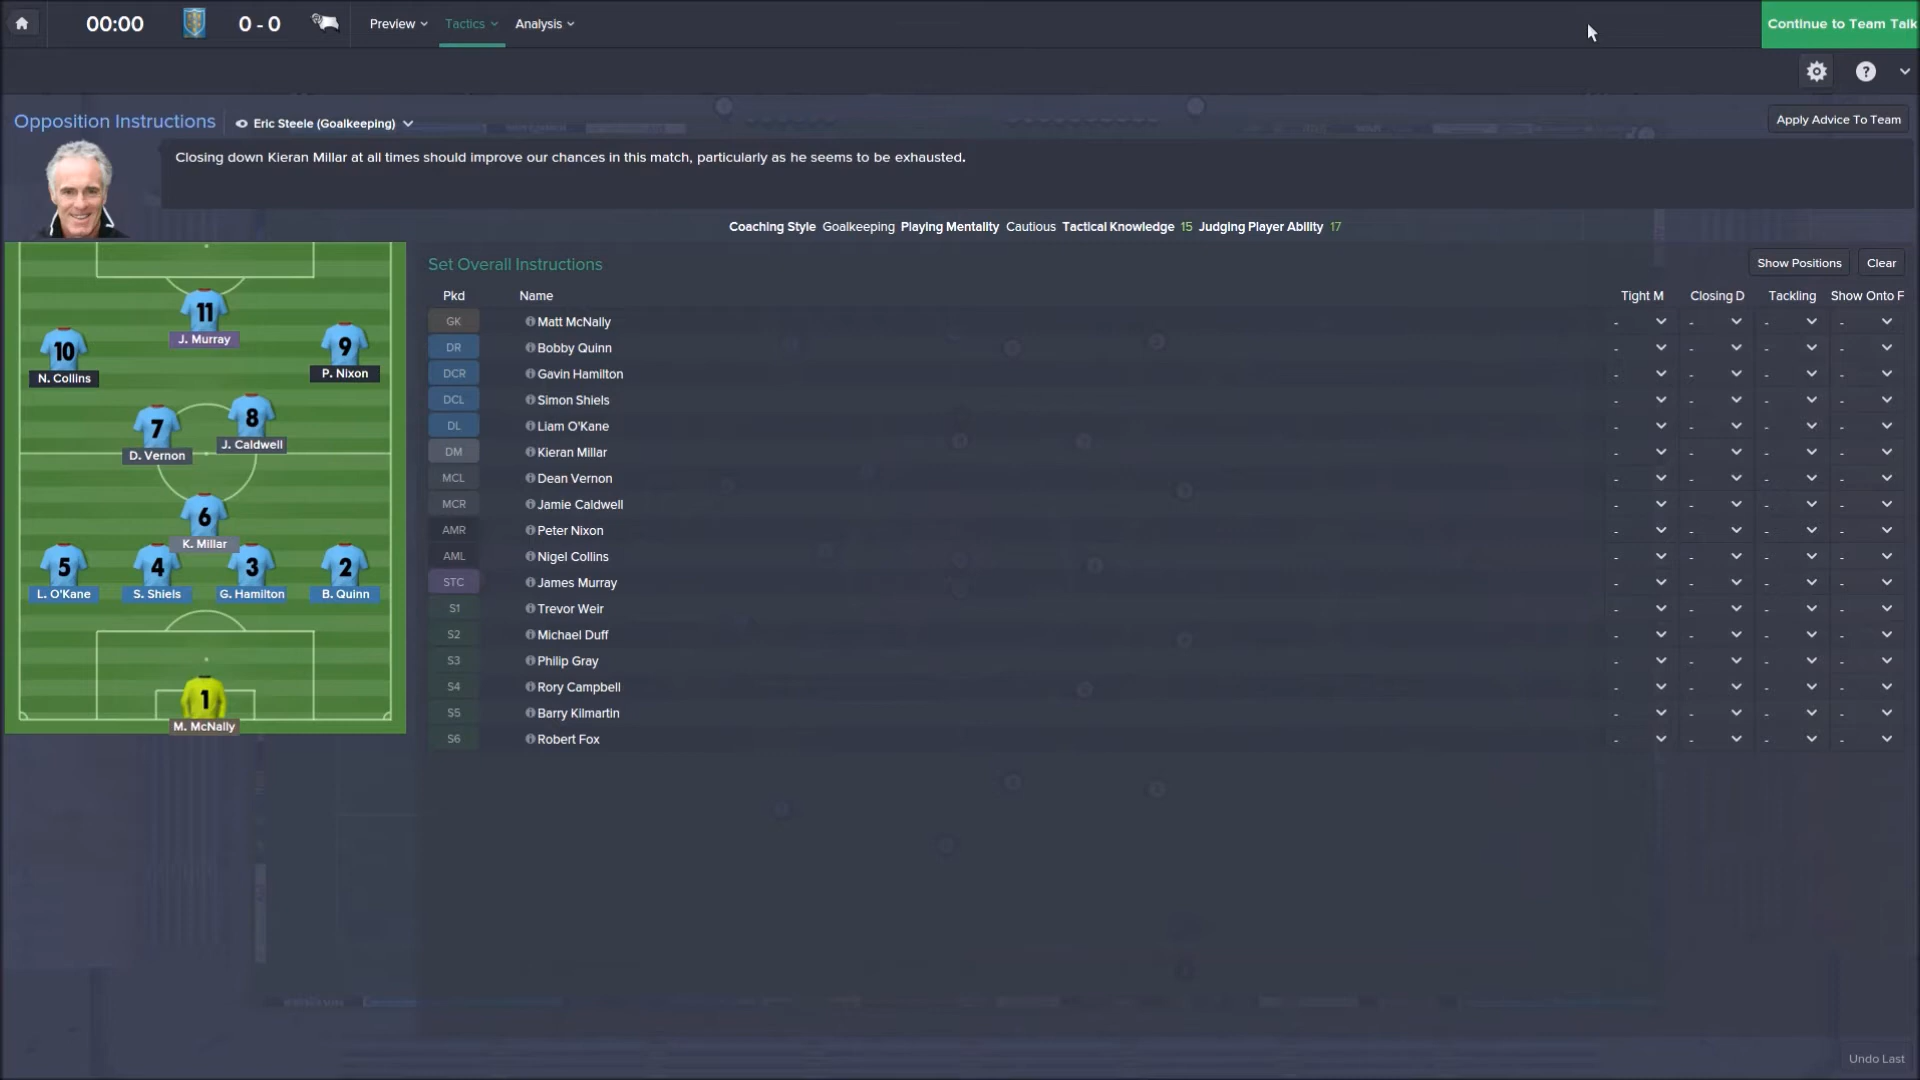 00:00 0 - 0 Preview Tactics Analysis Continue to Team Talk
Opposition Instructions Eric Steele (Goalkeeping) Apply Advice To Team
Closing down Kieran Millar at all times should improve our chances in this match, particularly as he seems to be exhausted.
Coaching Style Goalkeeping Playing Mentality Cautious Tactical Knowledge 15 Judging Player Ability 17
11
J. Murray
10
N. Collins
9
P. Nixon
7
D. Vernon
8
J. Caldwell
6
K. Millar
5
L. O'Kane
4
S. Shiels
3
G. Hamilton
2
B. Quinn
1
M. McNally
Set Overall Instructions Show Positions Clear
Pkd Name Tight M Closing D Tackling Show Onto F
GK Matt McNally - - - -
DR Bobby Quinn - - - -
DCR Gavin Hamilton - - - -
DCL Simon Shiels - - - -
DL Liam O'Kane - - - -
DM Kieran Millar - - - -
MCL Dean Vernon - - - -
MCR Jamie Caldwell - - - -
AMR Peter Nixon - - - -
AML Nigel Collins - - - -
STC James Murray - - - -
S1 Trevor Weir - - - -
S2 Michael Duff - - - -
S3 Philip Gray - - - -
S4 Rory Campbell - - - -
S5 Barry Kilmartin - - - -
S6 Robert Fox - - - -
Undo Last